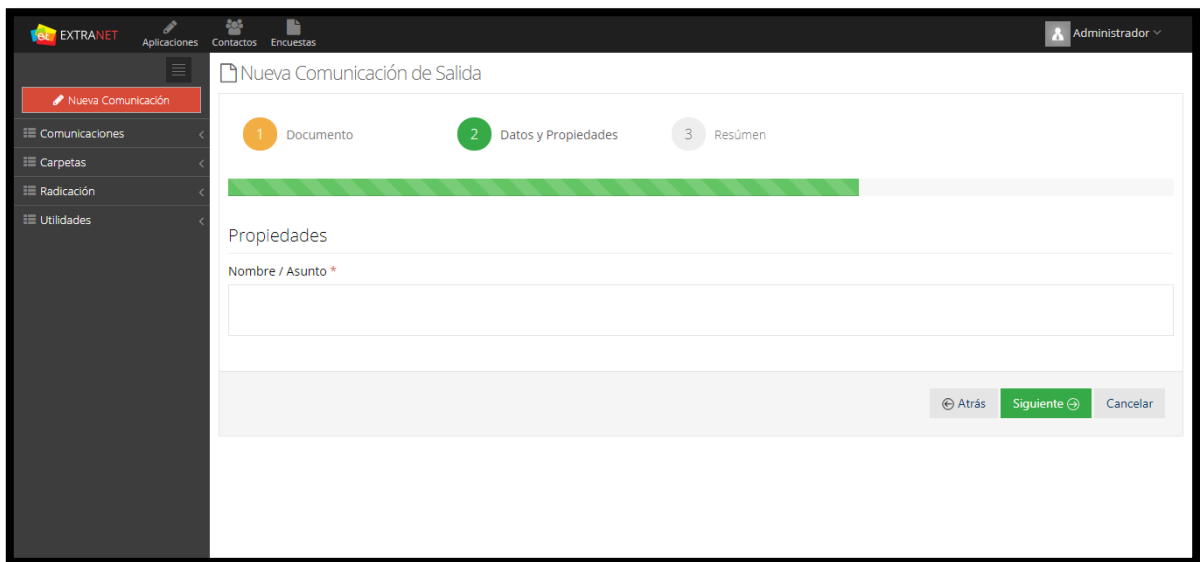 et EXTRANET Aplicaciones Contactos Encuestas Administrador
Nueva Comunicación de Salida
Nueva Comunicación
Comunicaciones
Carpetas
Radicación
Utilidades
1 Documento 2 Datos y Propiedades 3 Resúmen
Propiedades
Nombre / Asunto *
Atrás Siguiente Cancelar